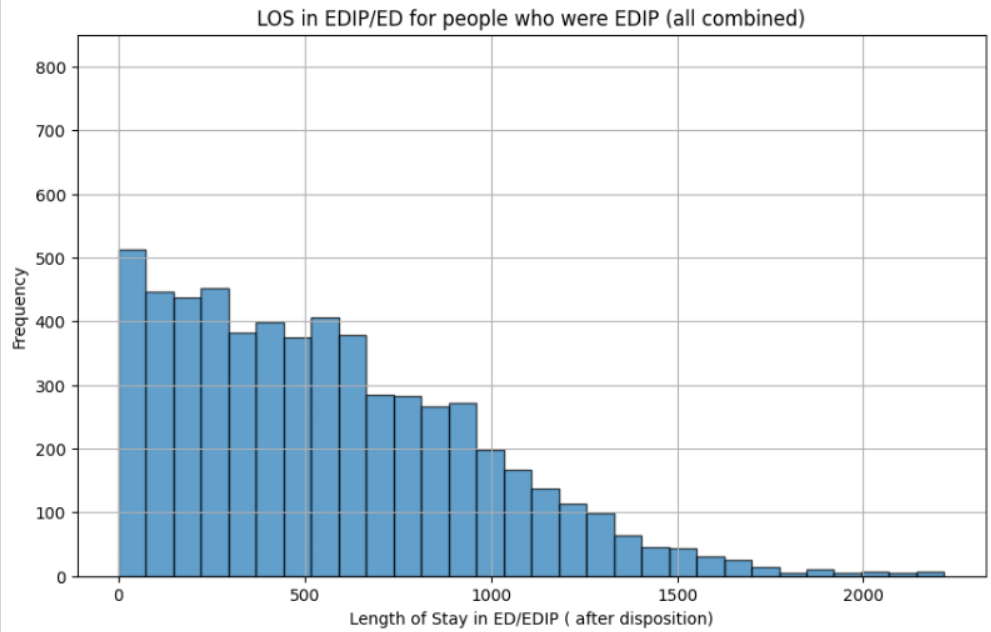 LOS in EDIP/ED for people who were EDIP (all combined)
800
700
600
500
400
300
200
100
0
Frequency
0 500 1000 1500 2000
Length of Stay in ED/EDIP ( after disposition)